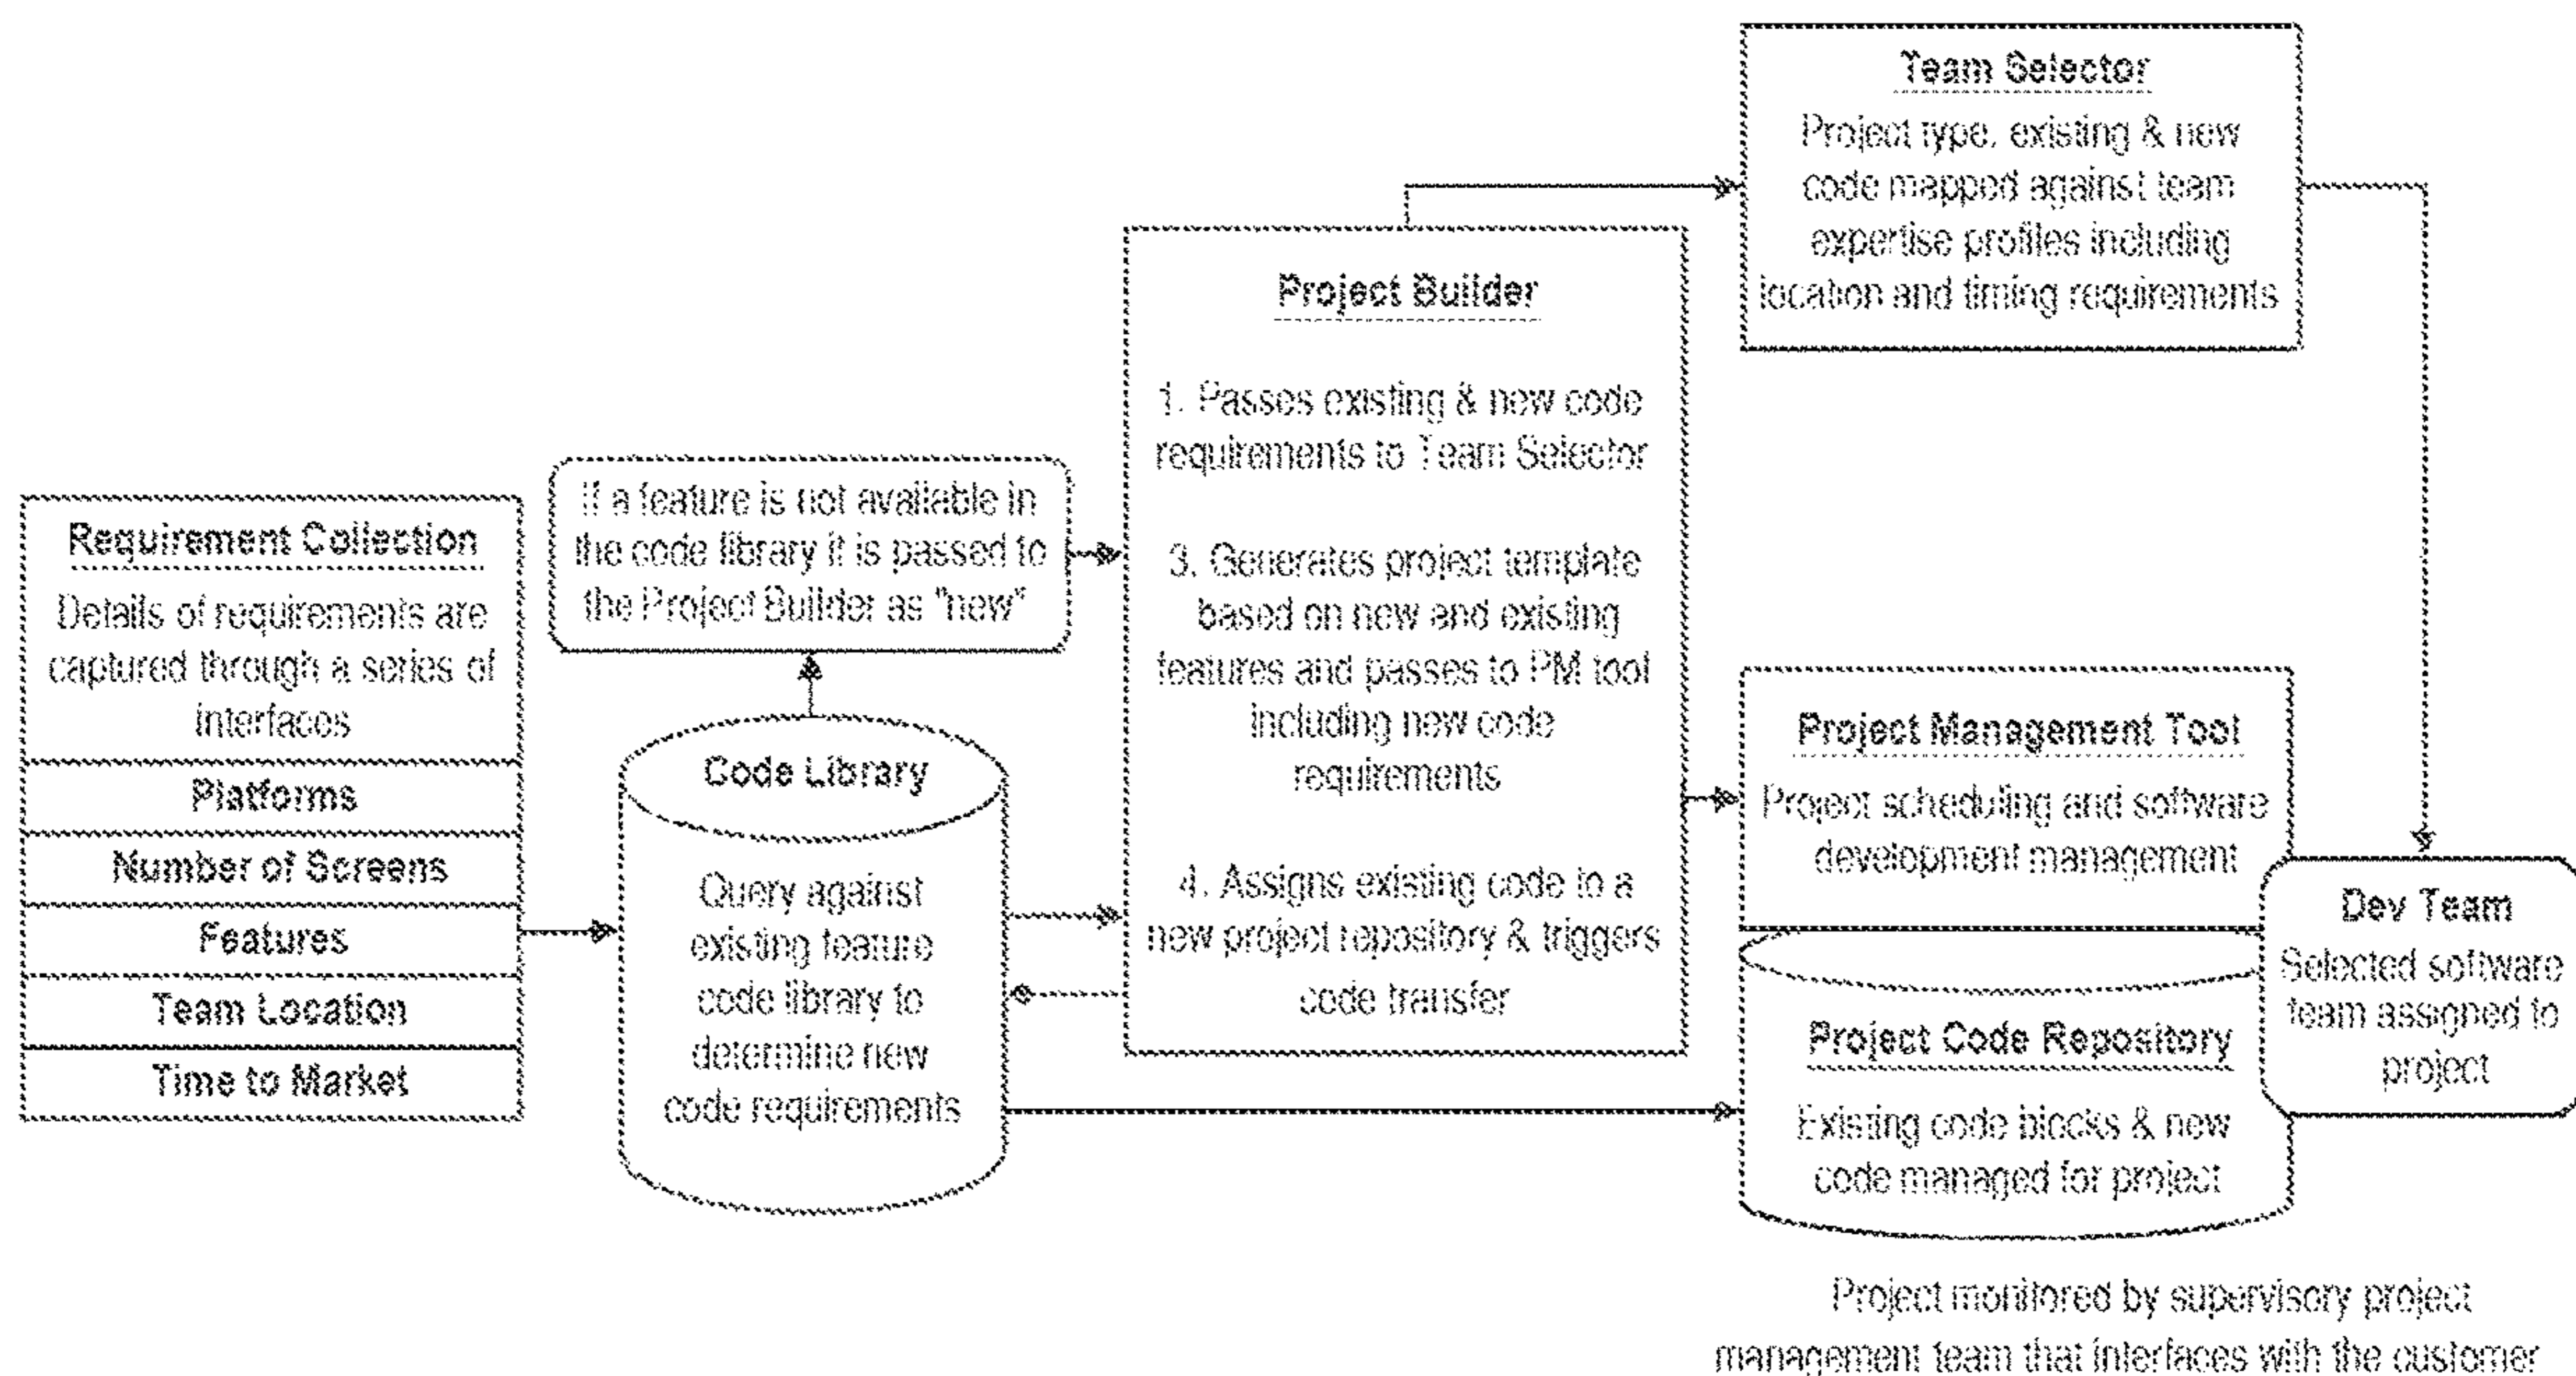 Requirement Collection
Details of requirements are
captured through a series of
interfaces
Platforms
Number of Screens
Features
Team Location
Time to Market
If a feature is not available in
the code library it is passed to
the Project Builder as "new"
Code Library
Query against
existing feature
code library to
determine new
code requirements
Project Builder
1. Passes existing & new code
requirements to Team Selector
3. Generates project template
based on new and existing
features and passes to PM tool
including new code
requirements
4. Assigns existing code to a
new project repository & triggers
code transfer
Team Selector
Project type, existing & new
code mapped against team
expertise profiles including
location and timing requirements
Project Management Tool
Project scheduling and software
development management
Project Code Repository
Existing code blocks & new
code managed for project
Dev Team
Selected software
team assigned to
project
Project monitored by supervisory project
management team that interfaces with the customer